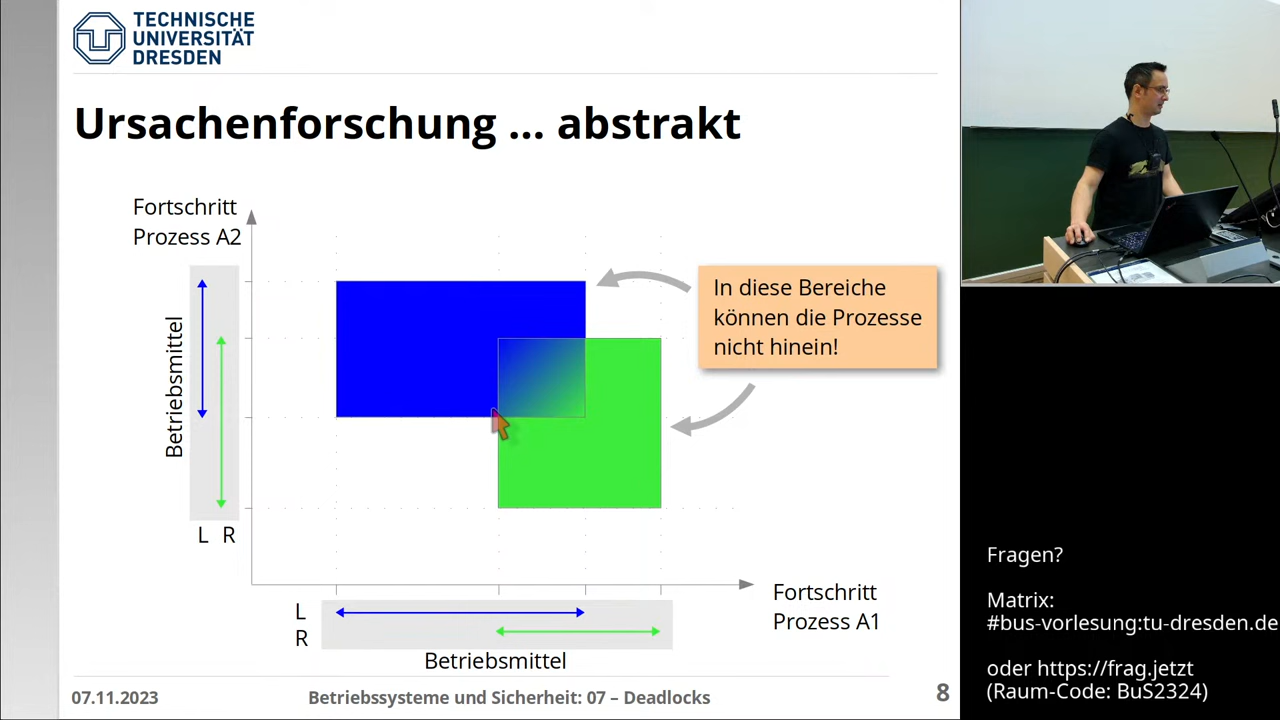 TECHNISCHE
UNIVERSITÄT
DRESDEN
Ursachenforschung ... abstrakt
Fortschritt
Prozess A2
In diese Bereiche
können die Prozesse
nicht hinein!
Betriebsmittel
L R
Fortschritt
Prozess A1
L
R
Betriebsmittel
07.11.2023
Betriebssysteme und Sicherheit: 07 – Deadlocks
8
Fragen?
Matrix:
#bus-vorlesung:tu-dresden.de
oder https://frag.jetzt
(Raum-Code: BuS2324)